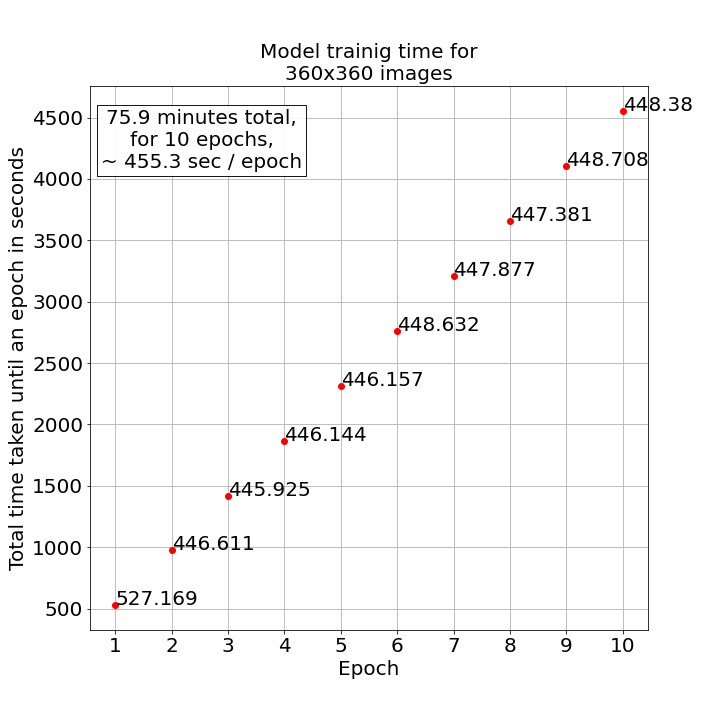 Model trainig time for
360x360 images
75.9 minutes total,
for 10 epochs,
~ 455.3 sec / epoch
Total time taken until an epoch in seconds
4500
4000
3500
3000
2500
2000
1500
1000
500
448.38
448.708
447.381
447.877
448.632
446.157
446.144
445.925
446.611
527.169
1 2 3 4 5 6 7 8 9 10
Epoch